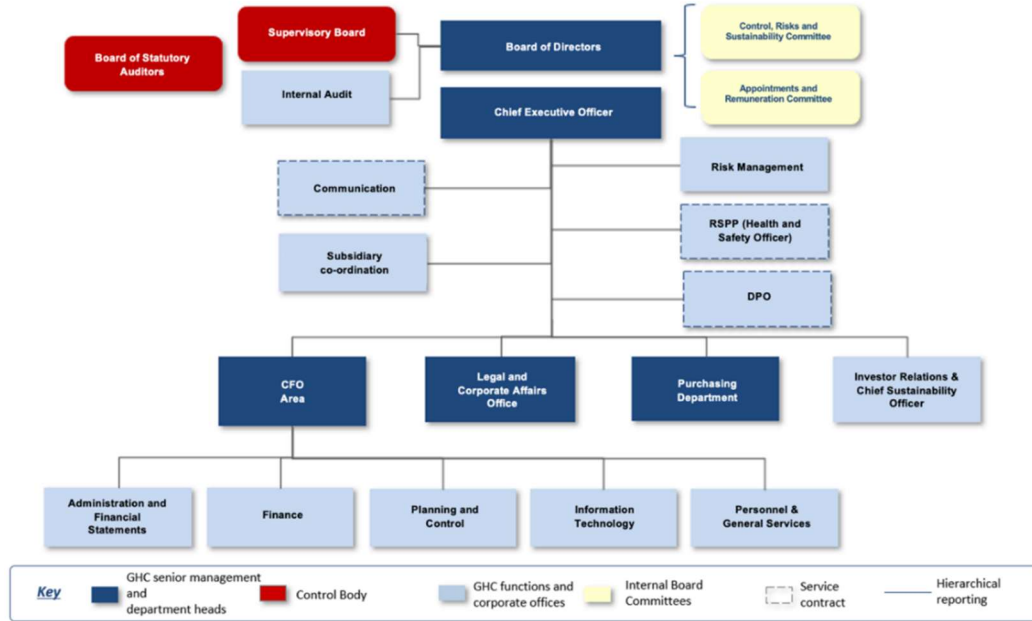 Board of Statutory
Auditors
Supervisory Board
Internal Audit
Board of Directors
Chief Executive Officer
Control, Risks and
Sustainability Committee
Appointments and
Remuneration Committee
Communication
Subsidiary
co-ordination
Risk Management
RSPP (Health and
Safety Officer)
DPO
CFO
Area
Legal and
Corporate Affairs
Office
Purchasing
Department
Investor Relations &
Chief Sustainability
Officer
Administration and
Financial
Statements
Finance
Planning and
Control
Information
Technology
Personnel &
General Services
Key
GHC senior management
and
department heads
Control Body
GHC functions and
corporate offices
Internal Board
Committees
Service
contract
Hierarchical
reporting